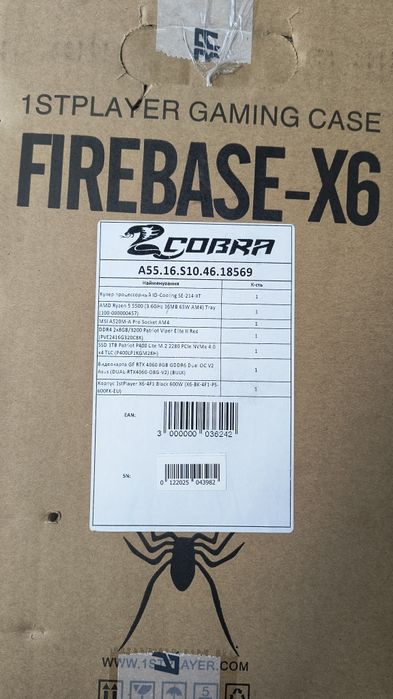 1STPLAYER GAMING CASE
FIREBASE-X6
2COBRA
A55.16.S10.46.18569
Найменування К-сть
Кулер процесорный ID-Cooling SE-214-XT 1
AMD Ryzen 5 5500 (3.6GHz 16MB 65W AM4) Tray
(100-000000457) 1
MSI A520M-A Pro Socket AM4 1
DDR4 2x8GB/3200 Patriot Viper Elite II Red
(PVE2416G320C8K) 1
SSD 1TB Patriot P400 Lite M.2 2280 PCIe NVMe 4.0
x4 TLC (P400LP1KGM28H) 1
Видеокарта GF RTX 4060 8GB GDDR6 Dual OC V2
Asus (DUAL-RTX4060-O8G-V2) (BULK) 1
Корпус 1stPlayer X6-4F1 Black 600W (X6-BK-4F1-PS-
600FK-EU) 1
EAN:
3 000000 036242
SN:
0 122025 043982
WWW.1STPLAYER.COM
5